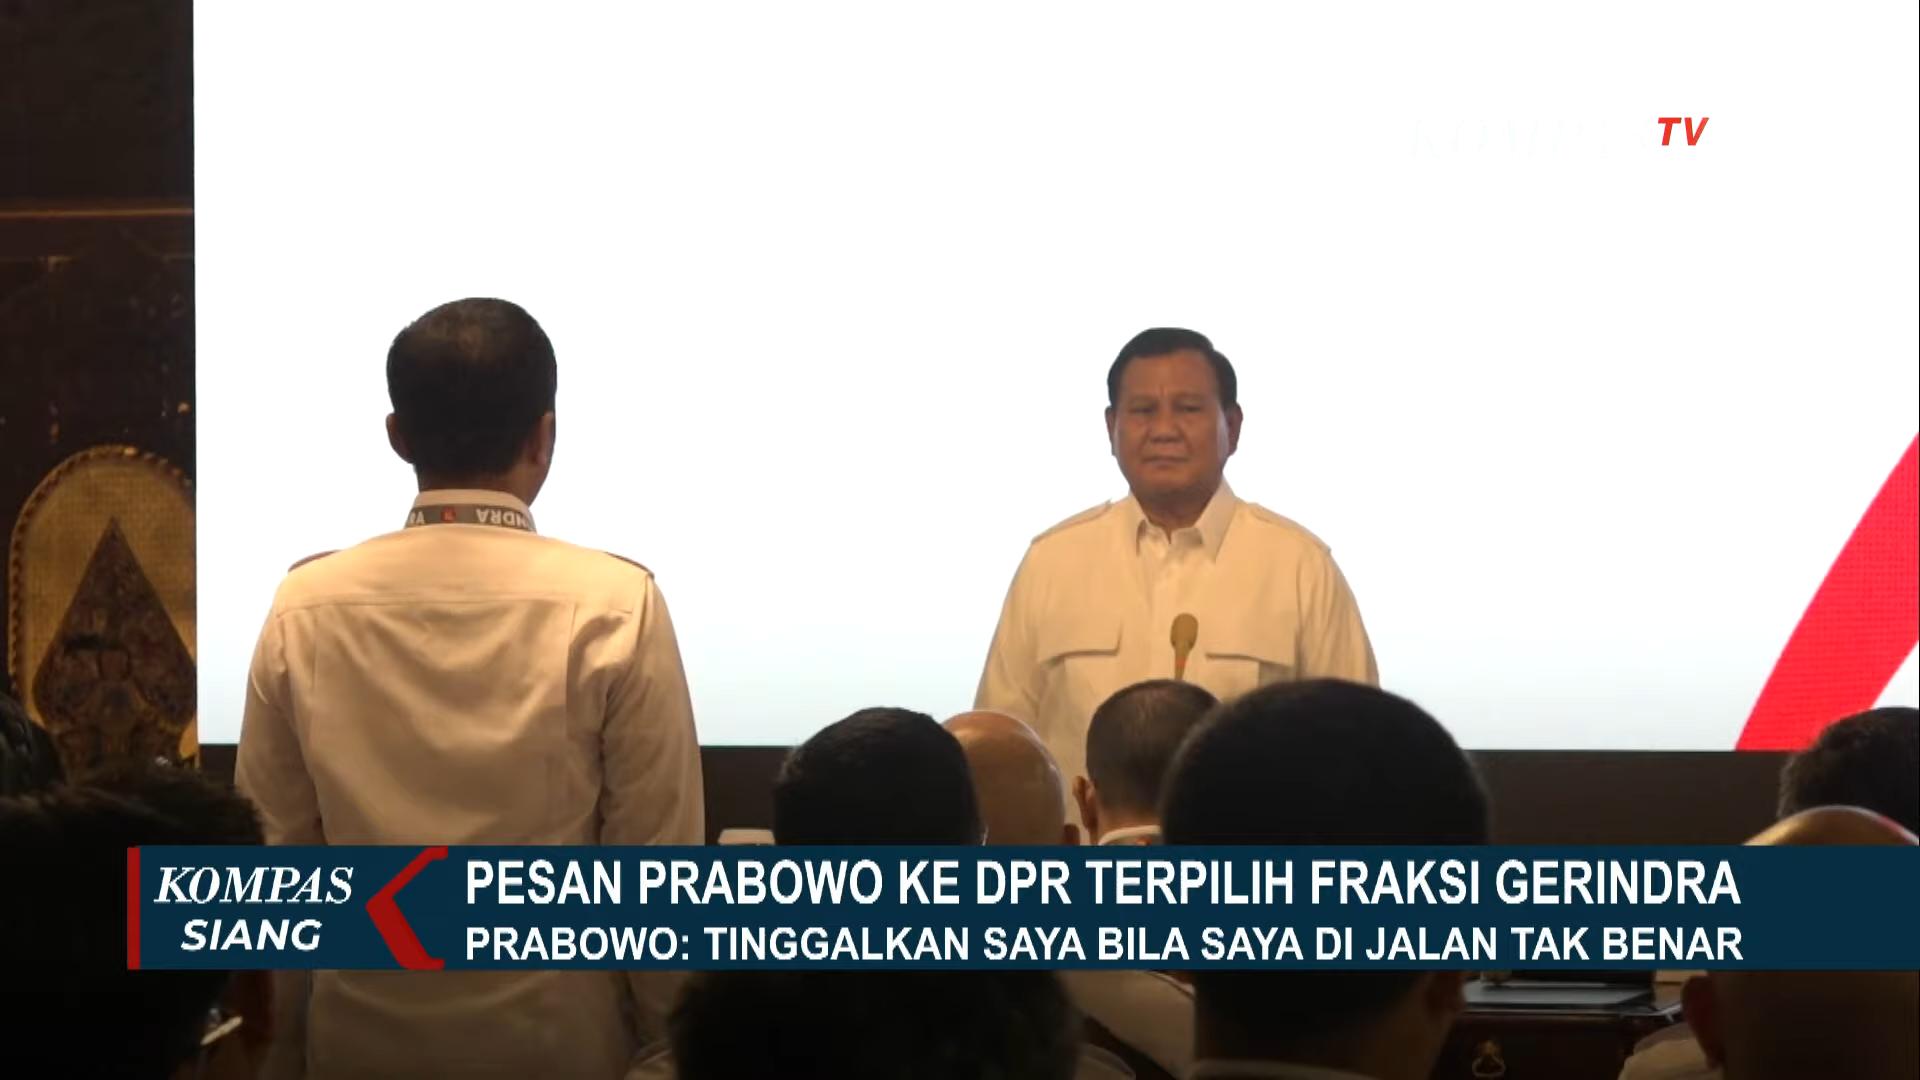 TV
NDRA
KOMPAS
SIANG
PESAN PRABOWO KE DPR TERPILIH FRAKSI GERINDRA
PRABOWO: TINGGALKAN SAYA BILA SAYA DI JALAN TAK BENAR